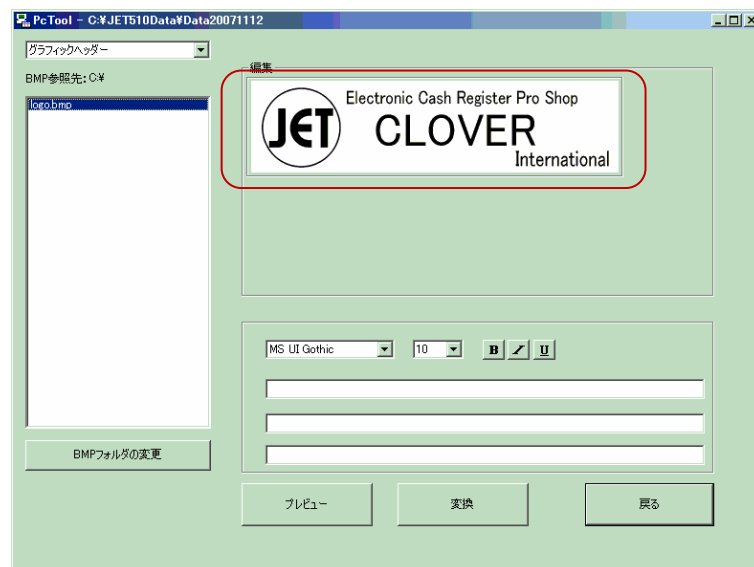 PcTool - C:¥JET510Data¥Data20071112
グラフィックヘッダー
BMP参照先: C:¥
logo.bmp
編集
JET
Electronic Cash Register Pro Shop
CLOVER
International
MS UI Gothic
10
B I U
BMPフォルダの変更
プレビュー
変換
戻る